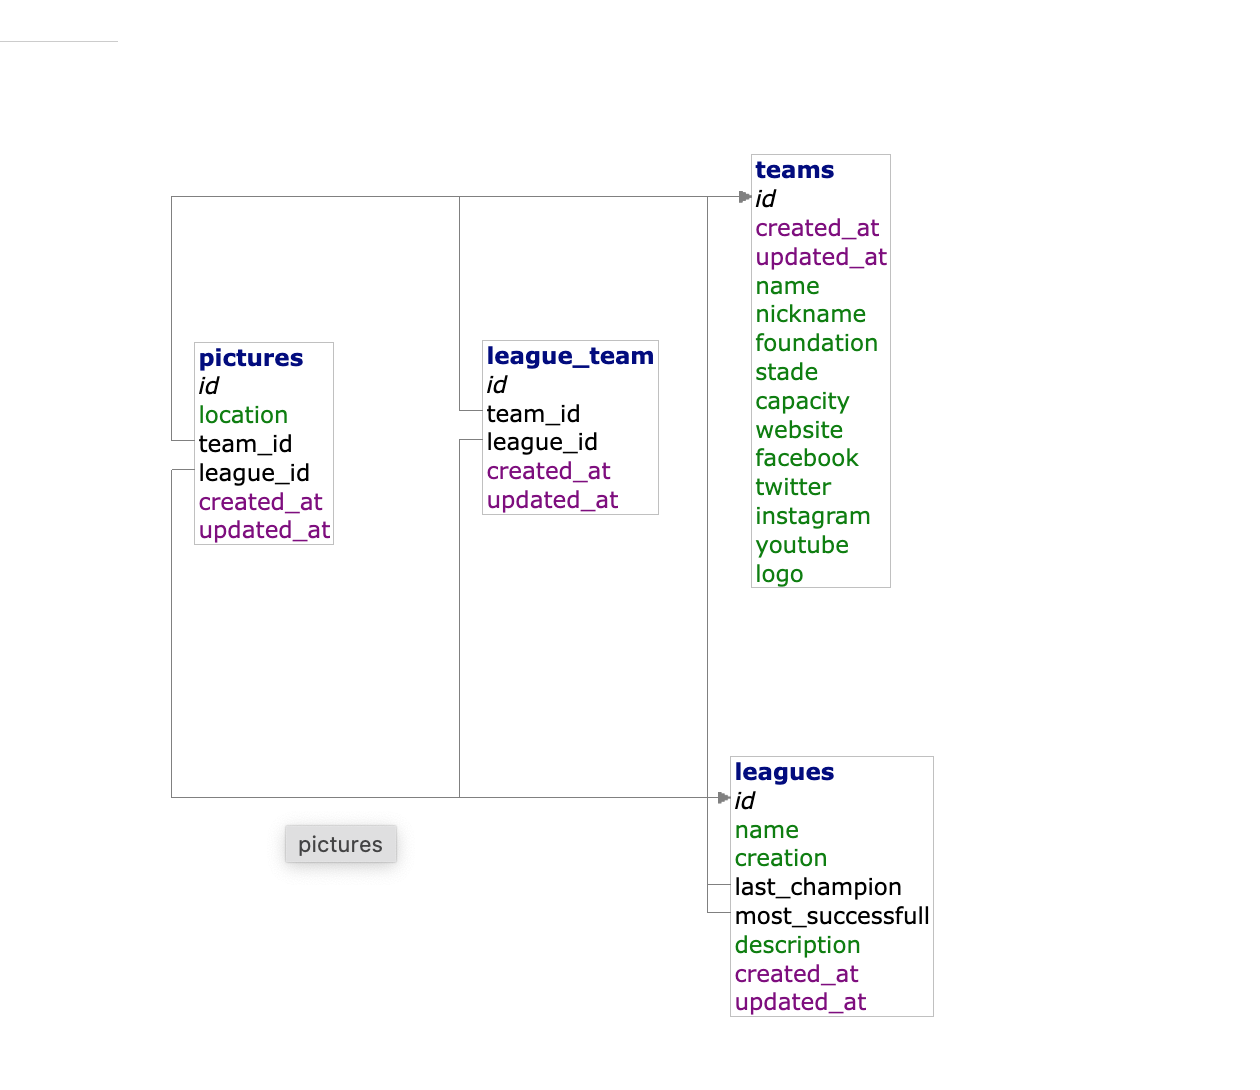 teams
id
created_at
updated_at
name
nickname
foundation
stade
capacity
website
facebook
twitter
instagram
youtube
logo
pictures
id
location
team_id
league_id
created_at
updated_at
league_team
id
team_id
league_id
created_at
updated_at
leagues
id
name
creation
last_champion
most_successfull
description
created_at
updated_at
pictures